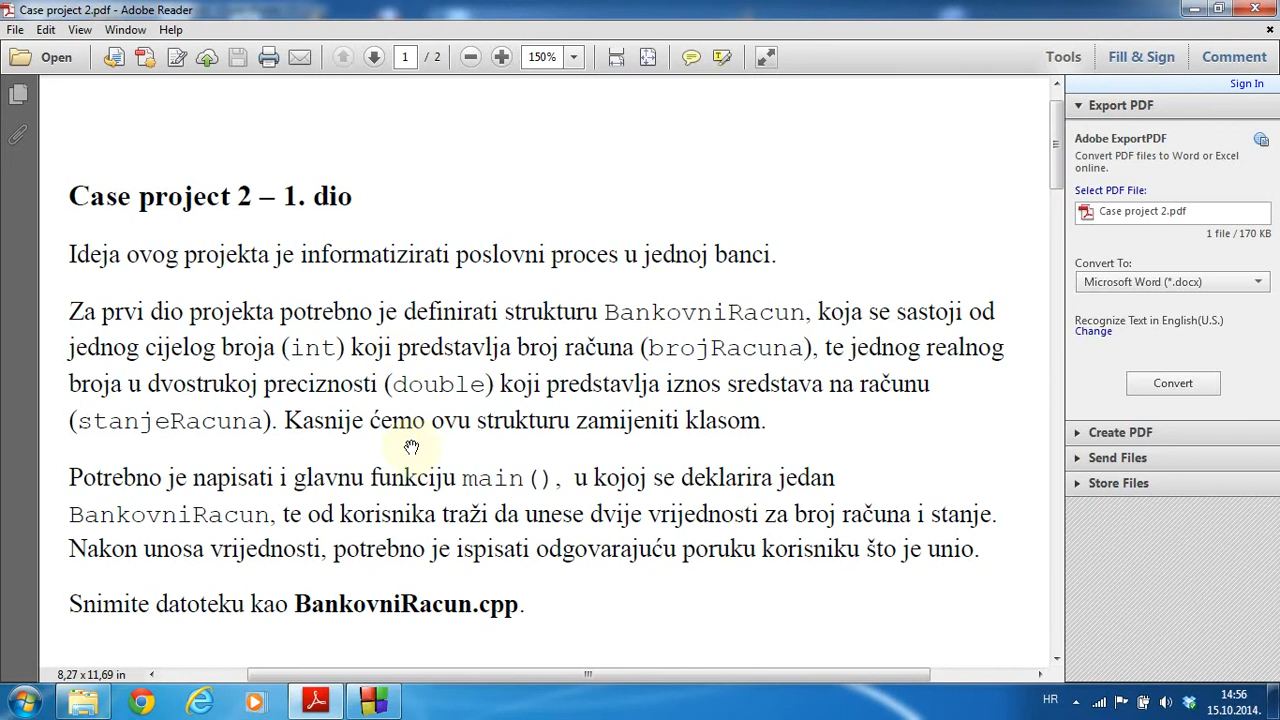 Case project 2.pdf - Adobe Reader
File Edit View Window Help
Open 1 / 2 150% Tools Fill & Sign Comment
Sign In
Export PDF
Adobe ExportPDF
Convert PDF files to Word or Excel online.
Select PDF File:
Case project 2.pdf
1 file / 170 KB
Convert To:
Microsoft Word (*.docx)
Recognize Text in English(U.S.)
Change
Convert
Create PDF
Send Files
Store Files
Case project 2 – 1. dio
Ideja ovog projekta je informatizirati poslovni proces u jednoj banci.
Za prvi dio projekta potrebno je definirati strukturu BankovniRacun, koja se sastoji od
jednog cijelog broja (int) koji predstavlja broj računa (brojRacuna), te jednog realnog
broja u dvostrukoj preciznosti (double) koji predstavlja iznos sredstava na računu
(stanjeRacuna). Kasnije ćemo ovu strukturu zamijeniti klasom.
Potrebno je napisati i glavnu funkciju main(), u kojoj se deklarira jedan
BankovniRacun, te od korisnika traži da unese dvije vrijednosti za broj računa i stanje.
Nakon unosa vrijednosti, potrebno je ispisati odgovarajuću poruku korisniku što je unio.
Snimite datoteku kao BankovniRacun.cpp.
8,27 x 11,69 in
HR
14:56
15.10.2014.